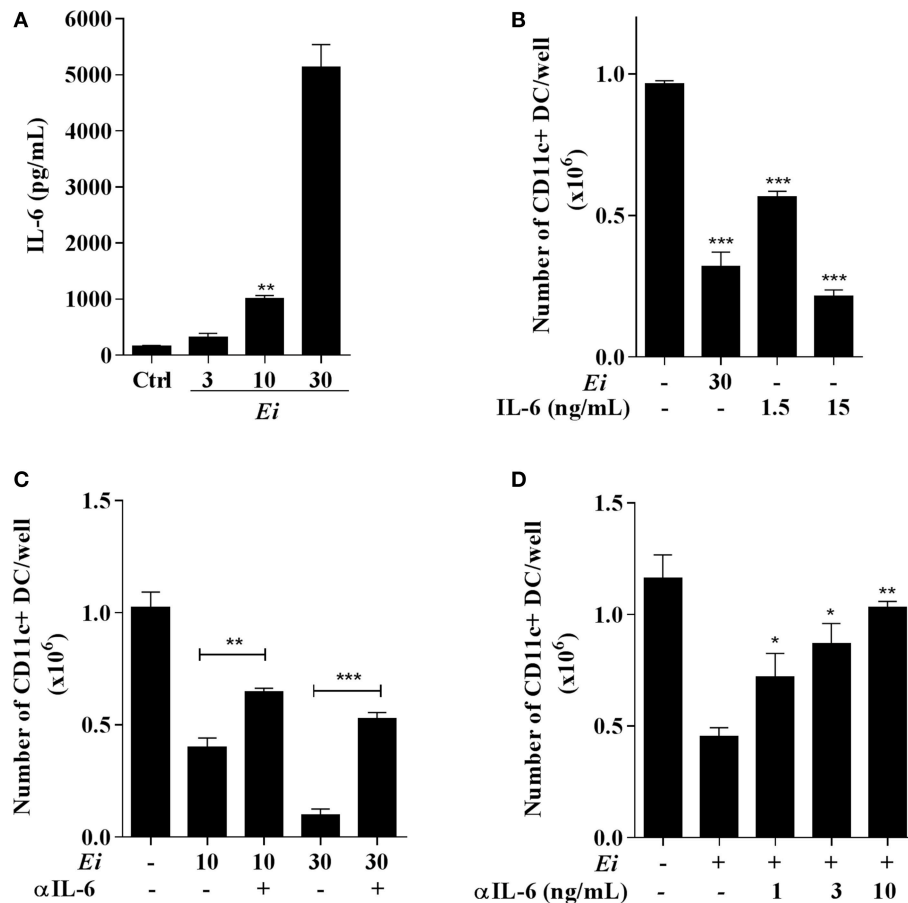 A
IL-6 (pg/mL)
6000
5000
4000
3000
2000
1000
0
**
Ctrl 3 10 30
Ei
B
Number of CD11c+ DC/well
(x10⁶)
1.0
0.5
0.0
*** *** ***
Ei - 30 - -
IL-6 (ng/mL) - - 1.5 15
C
Number of CD11c+ DC/well
(x10⁶)
1.5
1.0
0.5
0.0
** ***
Ei - 10 10 30 30
αIL-6 - - + - +
D
Number of CD11c+ DC/well
(x10⁶)
1.5
1.0
0.5
0.0
* * **
Ei - + + + +
αIL-6 (ng/mL) - - 1 3 10